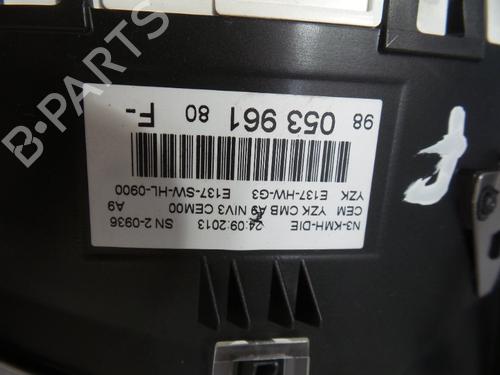 98 053 961 80 F-
YZK E137-HW-G3 E137-SW-HL-0900
CEM YZK CMB A9 NIV3 CEM00 A9
N3-KMH-DIE 24.09.2013 SN 2-0936
B-PARTS